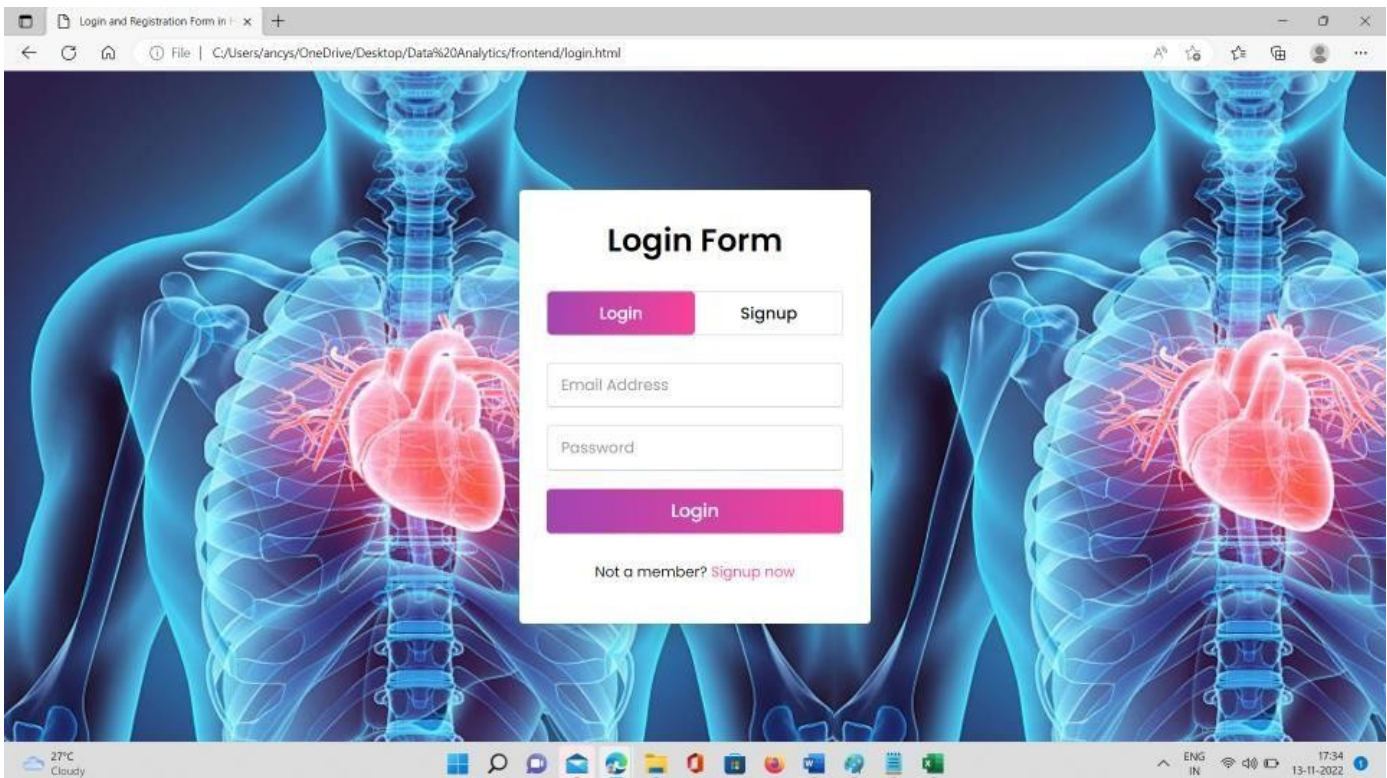 Login and Registration Form in H
File | C:/Users/ancys/OneDrive/Desktop/Data%20Analytics/frontend/login.html
Login Form
Login
Signup
Email Address
Password
Login
Not a member? Signup now
27°C
Cloudy
ENG
IN
17:34
13-11-2022
1